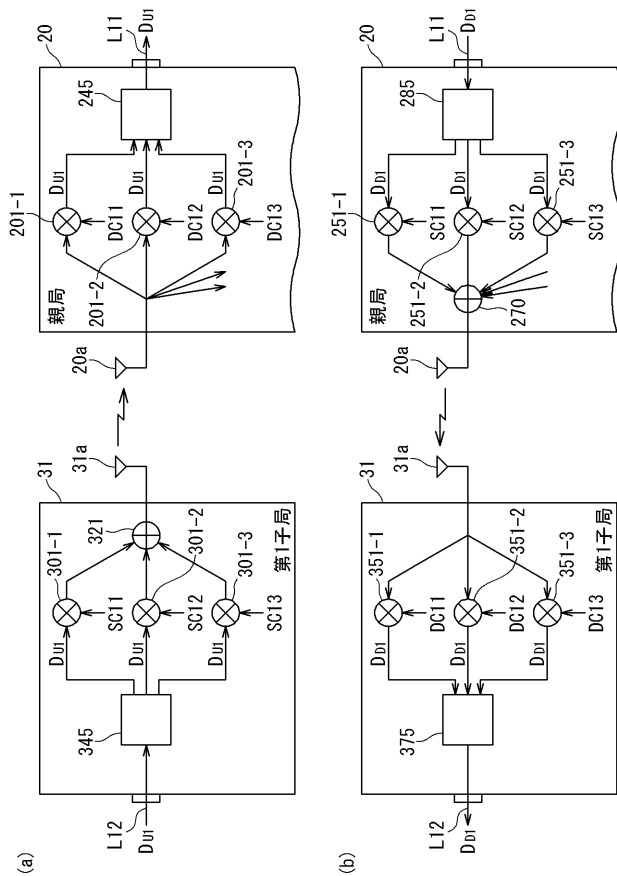 (a)
31
20
親局
第1子局
L12
DU1
345
DU1
DU1
DU1
301-1
SC11
301-2
SC12
301-3
SC13
321
31a
20a
201-1
DC11
201-2
DC12
201-3
DC13
DU1
DU1
DU1
245
L11
DU1
(b)
31
20
親局
第1子局
L12
DD1
375
DD1
DD1
DD1
351-1
DC11
351-2
DC12
351-3
DC13
31a
20a
270
251-1
SC11
251-2
SC12
251-3
SC13
DD1
DD1
DD1
285
L11
DD1